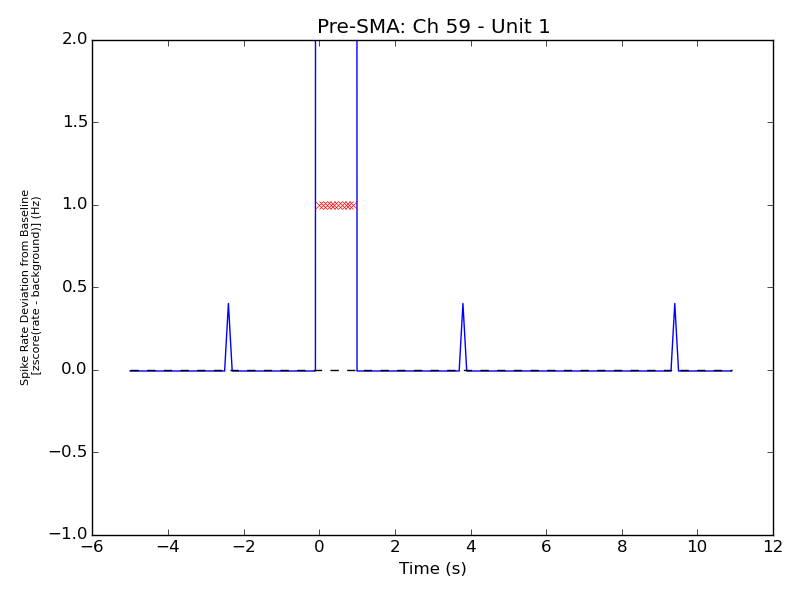 Pre-SMA: Ch 59 - Unit 1
2.0
1.5
1.0
0.5
0.0
−0.5
−1.0
Spike Rate Deviation from Baseline
[zscore(rate - background)] (Hz)
−6 −4 −2 0 2 4 6 8 10 12
Time (s)